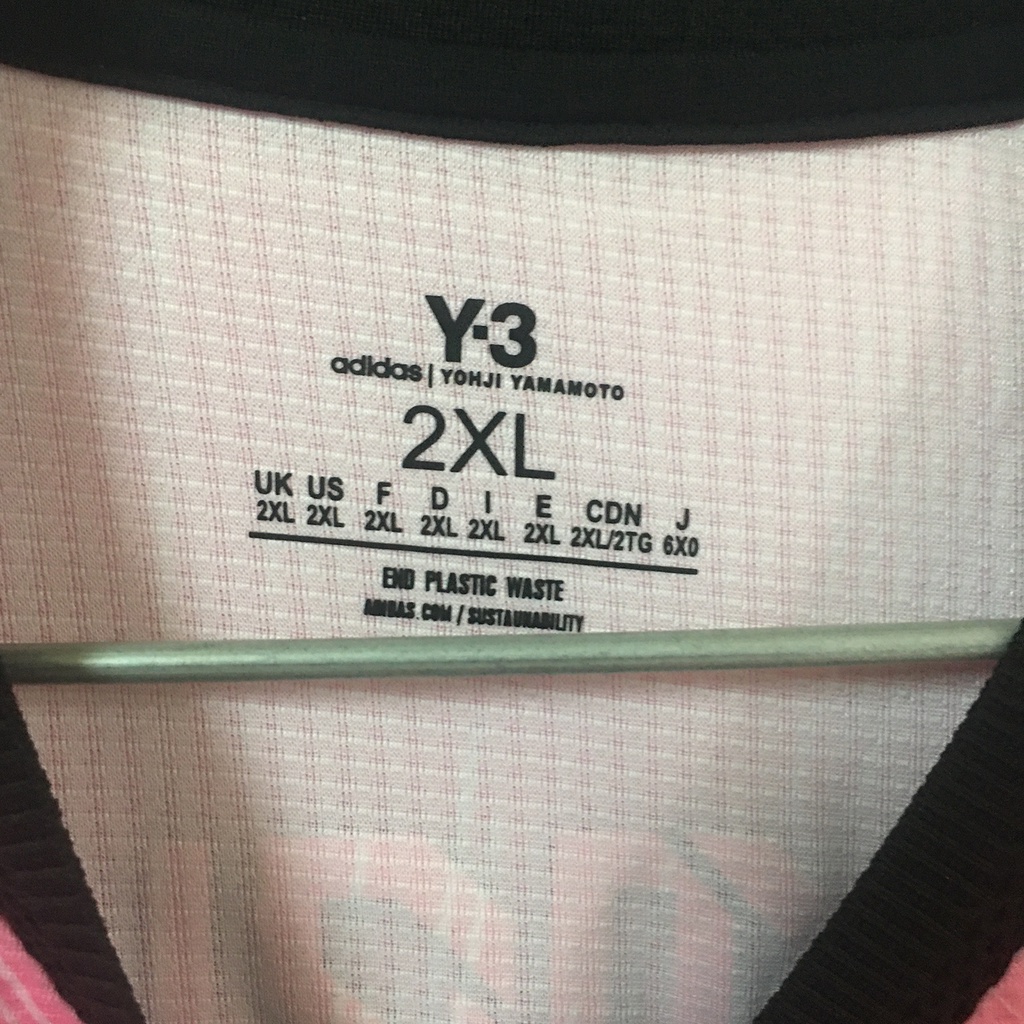 Y-3
adidas | YOHJI YAMAMOTO
2XL
UK US F D I E CDN J
2XL 2XL 2XL 2XL 2XL 2XL 2XL/2TG 6X0
END PLASTIC WASTE
ADIDAS.COM / SUSTAUNABILITY